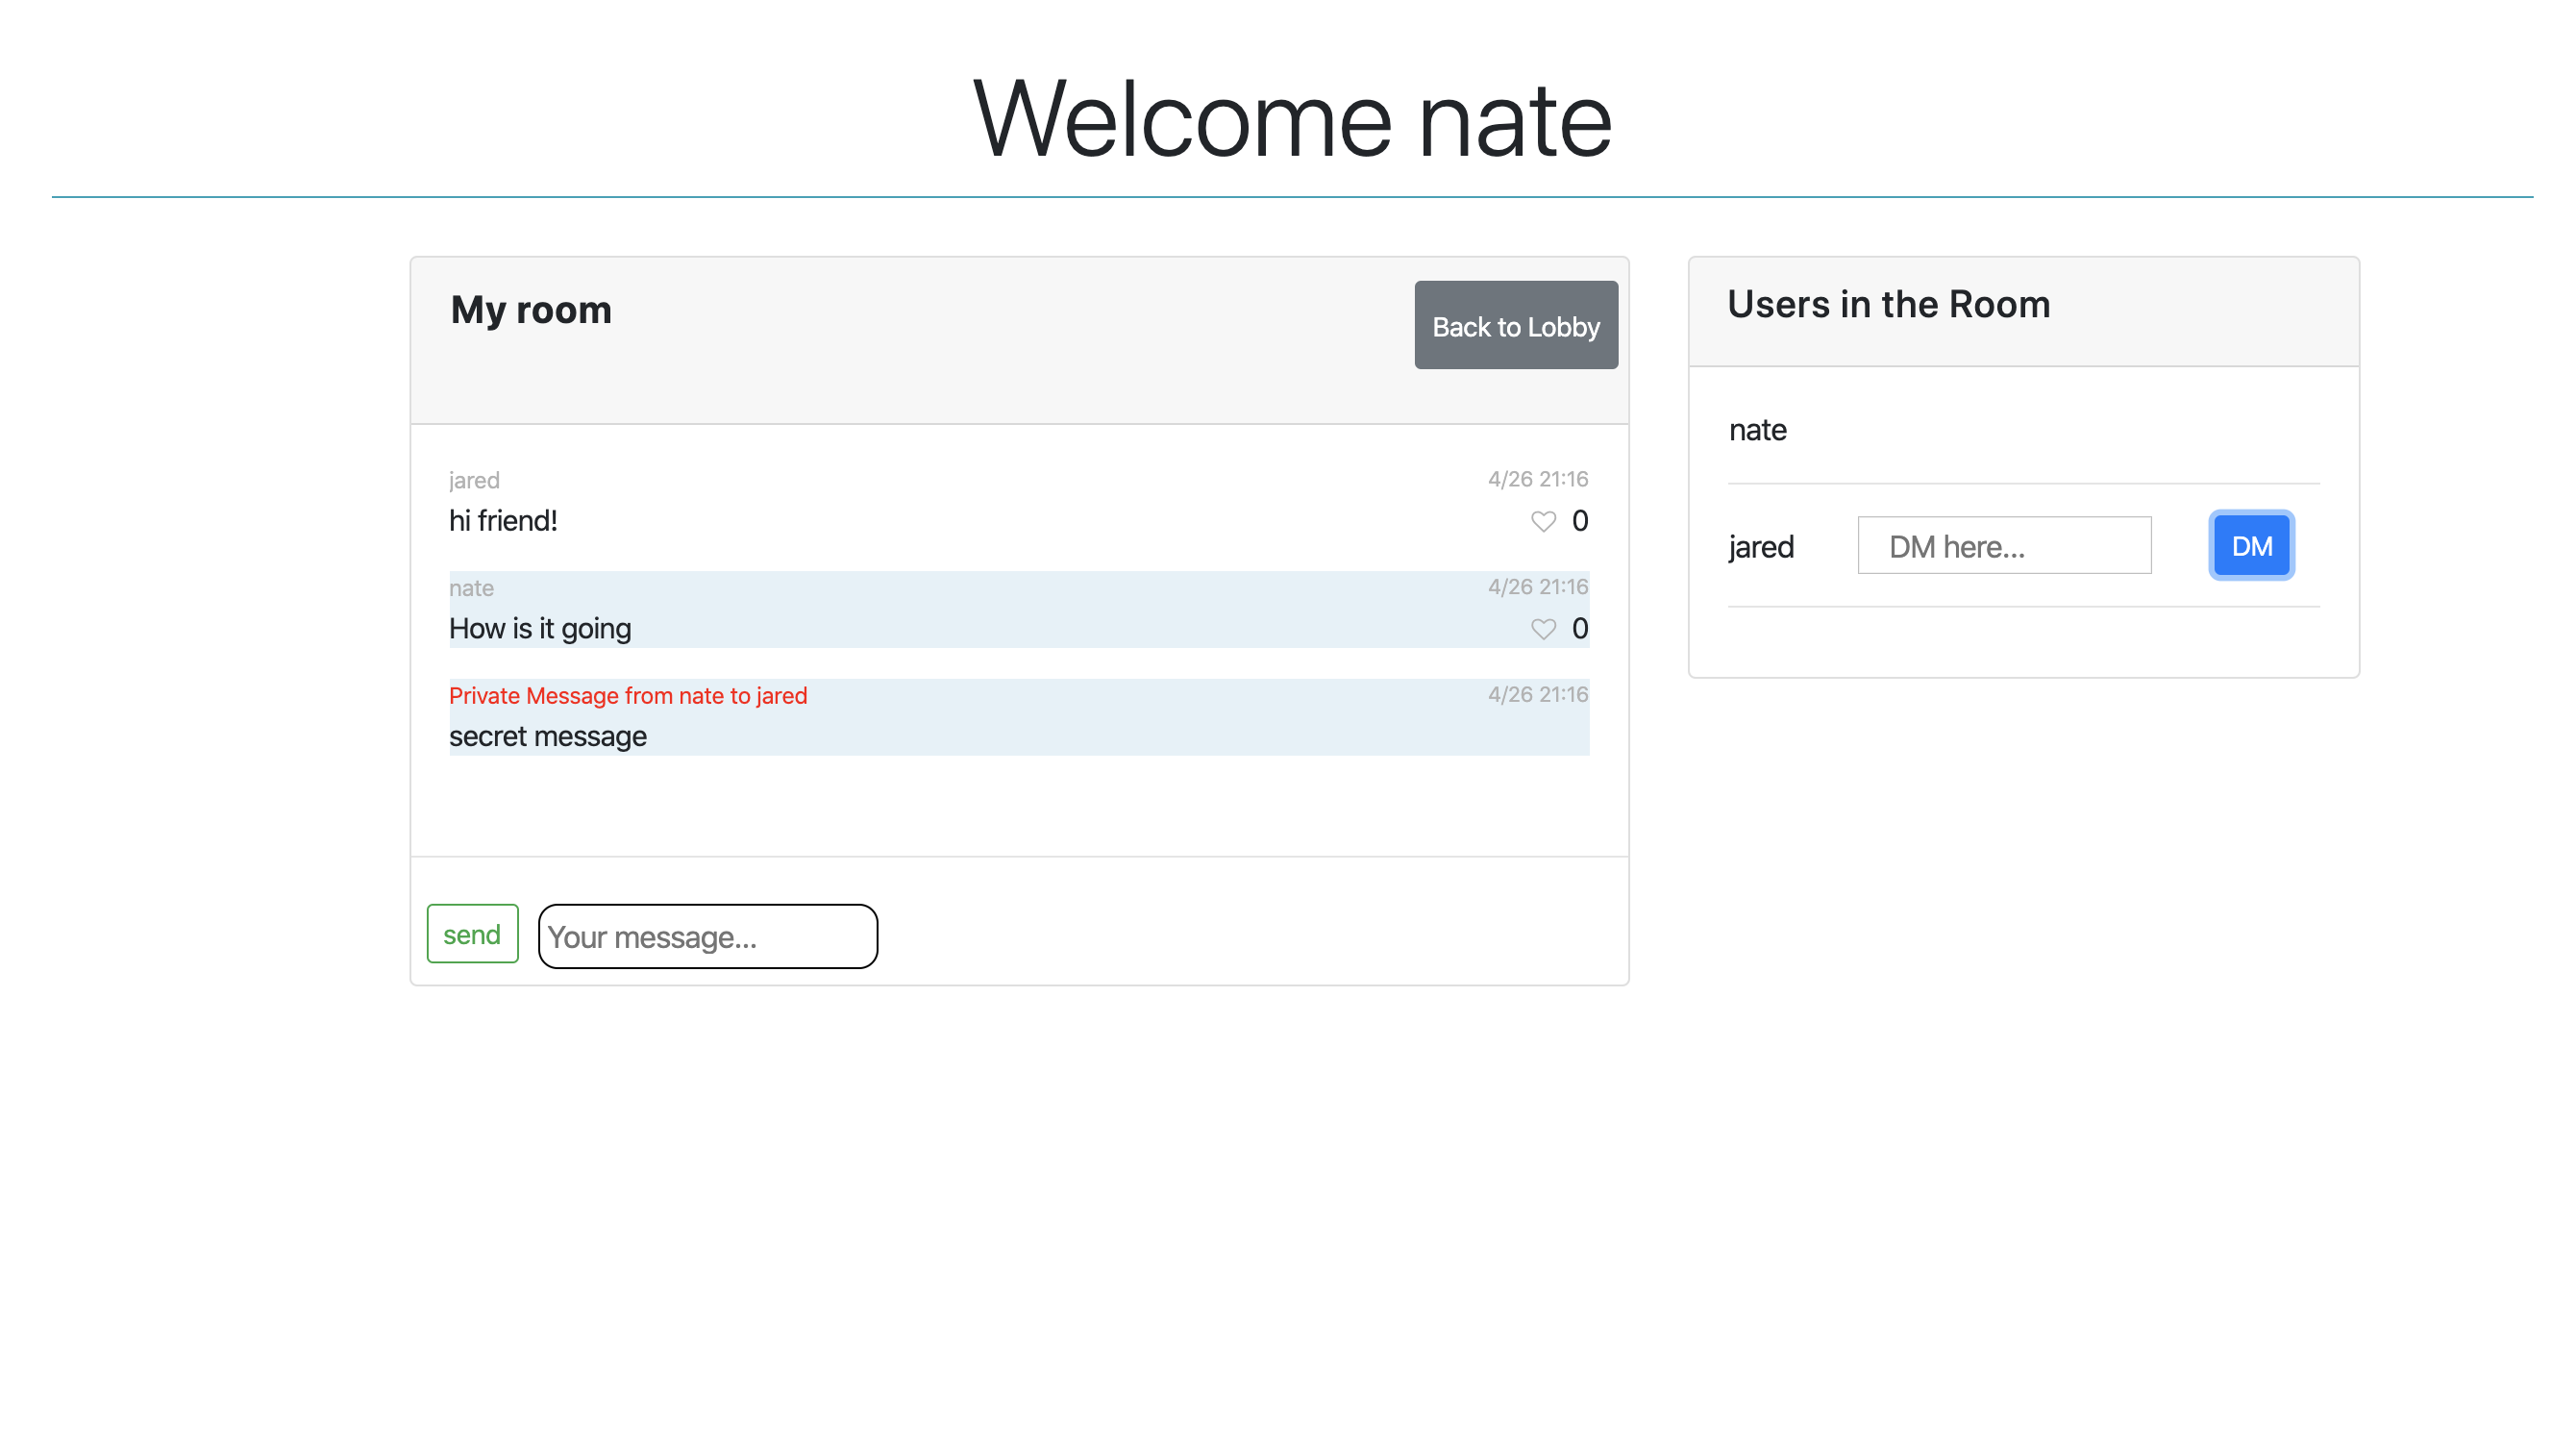 Welcome nate
My room
Back to Lobby
jared 4/26 21:16
hi friend! 0
nate 4/26 21:16
How is it going 0
Private Message from nate to jared 4/26 21:16
secret message
send Your message...
Users in the Room
nate
jared DM here... DM